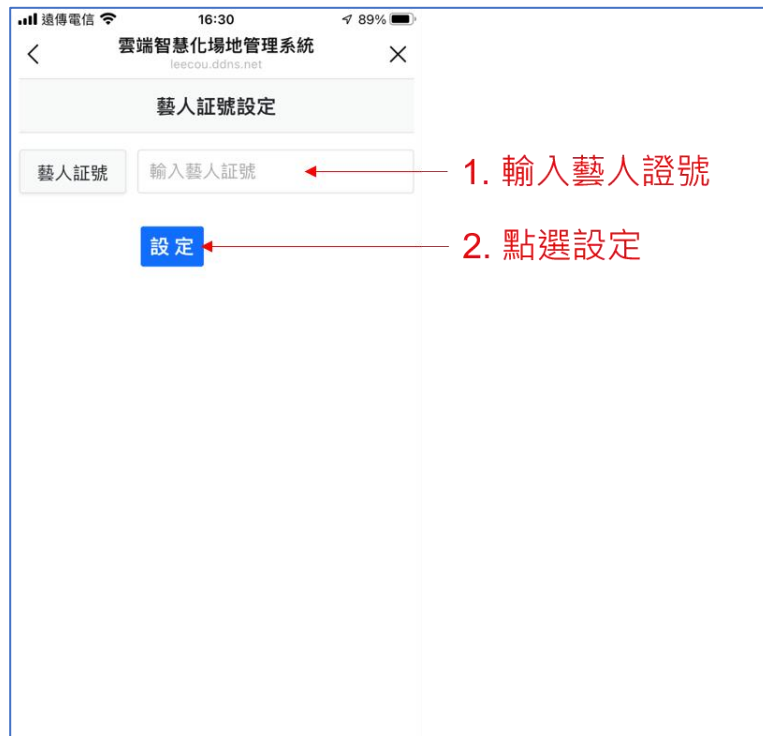 遠傳電信 16:30 89%
雲端智慧化場地管理系統
leecou.ddns.net
藝人証號設定
藝人証號 輸入藝人証號 1. 輸入藝人證號
設定 2. 點選設定